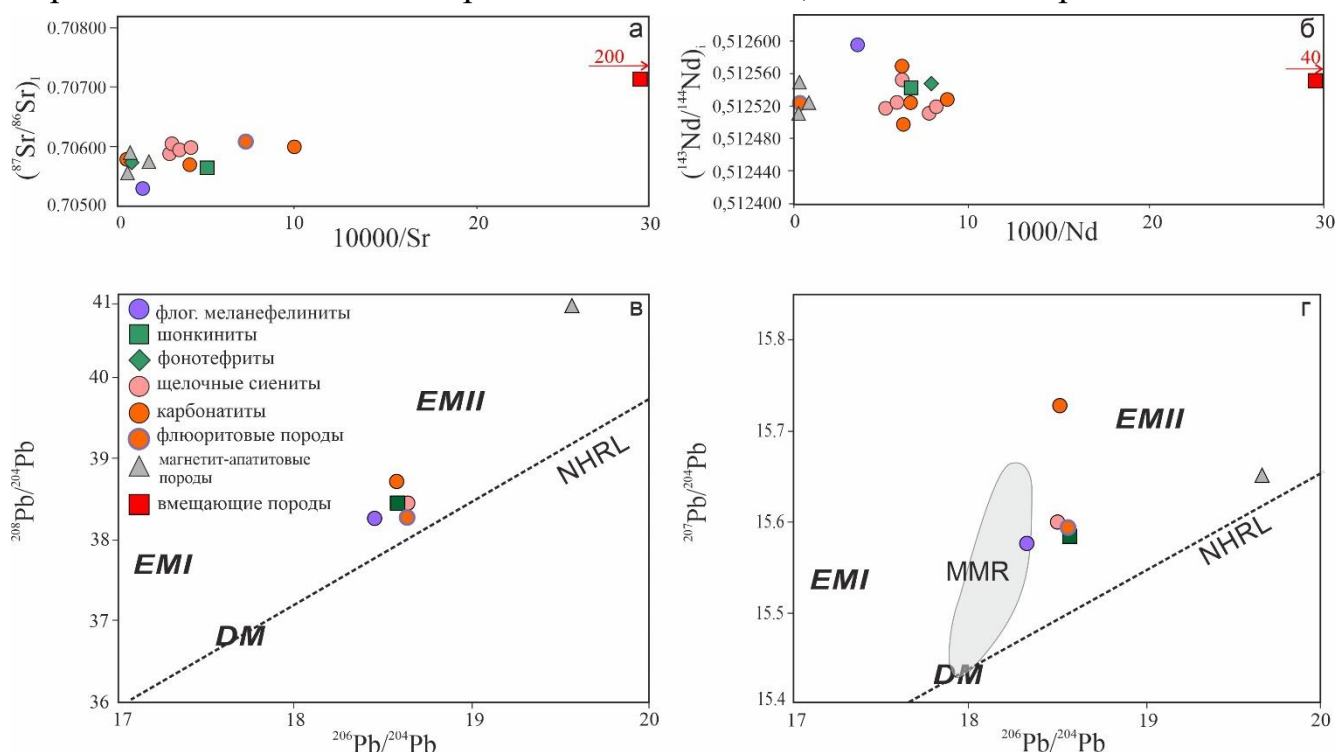 0.70800
0.70700
0.70600
0.70500
(⁸⁷Sr/⁸⁶Sr)₁
а
200
0
10
20
30
10000/Sr
0,512600
0,512560
0,512520
0,512480
0,512440
0,512400
(¹⁴³Nd/¹⁴⁴Nd)ᵢ
б
40
0
10
20
30
1000/Nd
41
40
39
38
37
36
²⁰⁸Pb/²⁰⁴Pb
в
флог. меланефелиниты
шонкиниты
фонотефриты
щелочные сиениты
карбонатиты
флюоритовые породы
магнетит-апатитовые
породы
вмещающие породы
EMII
NHRL
EMI
DM
17
18
19
20
²⁰⁶Pb/²⁰⁴Pb
15.8
15.7
15.6
15.5
15.4
²⁰⁷Pb/²⁰⁴Pb
г
EMII
NHRL
MMR
EMI
DM
17
18
19
20
²⁰⁶Pb/²⁰⁴Pb